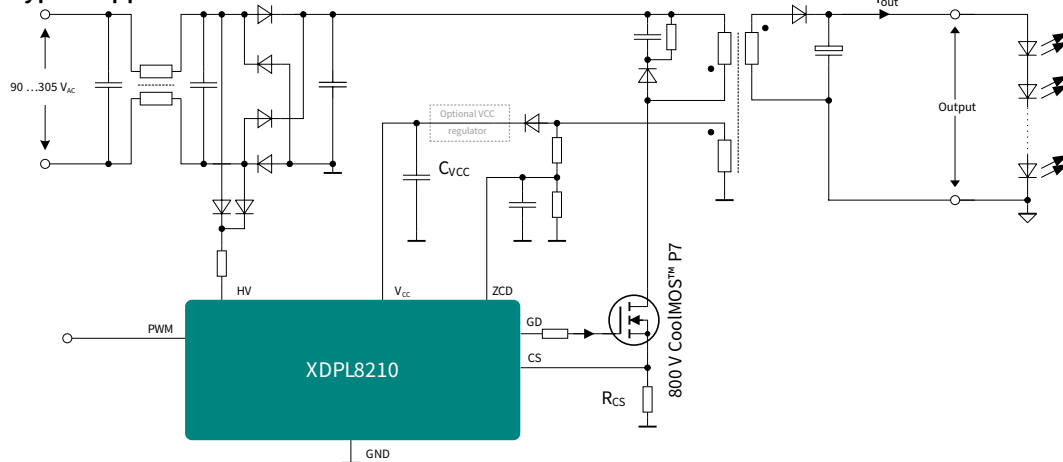 out
90 …305 VAC
Optional VCC
regulator
Output
CVCC
HV
VCC
ZCD
800 V CoolMOS™ P7
GD
PWM
CS
XDPL8210
RCS
GND